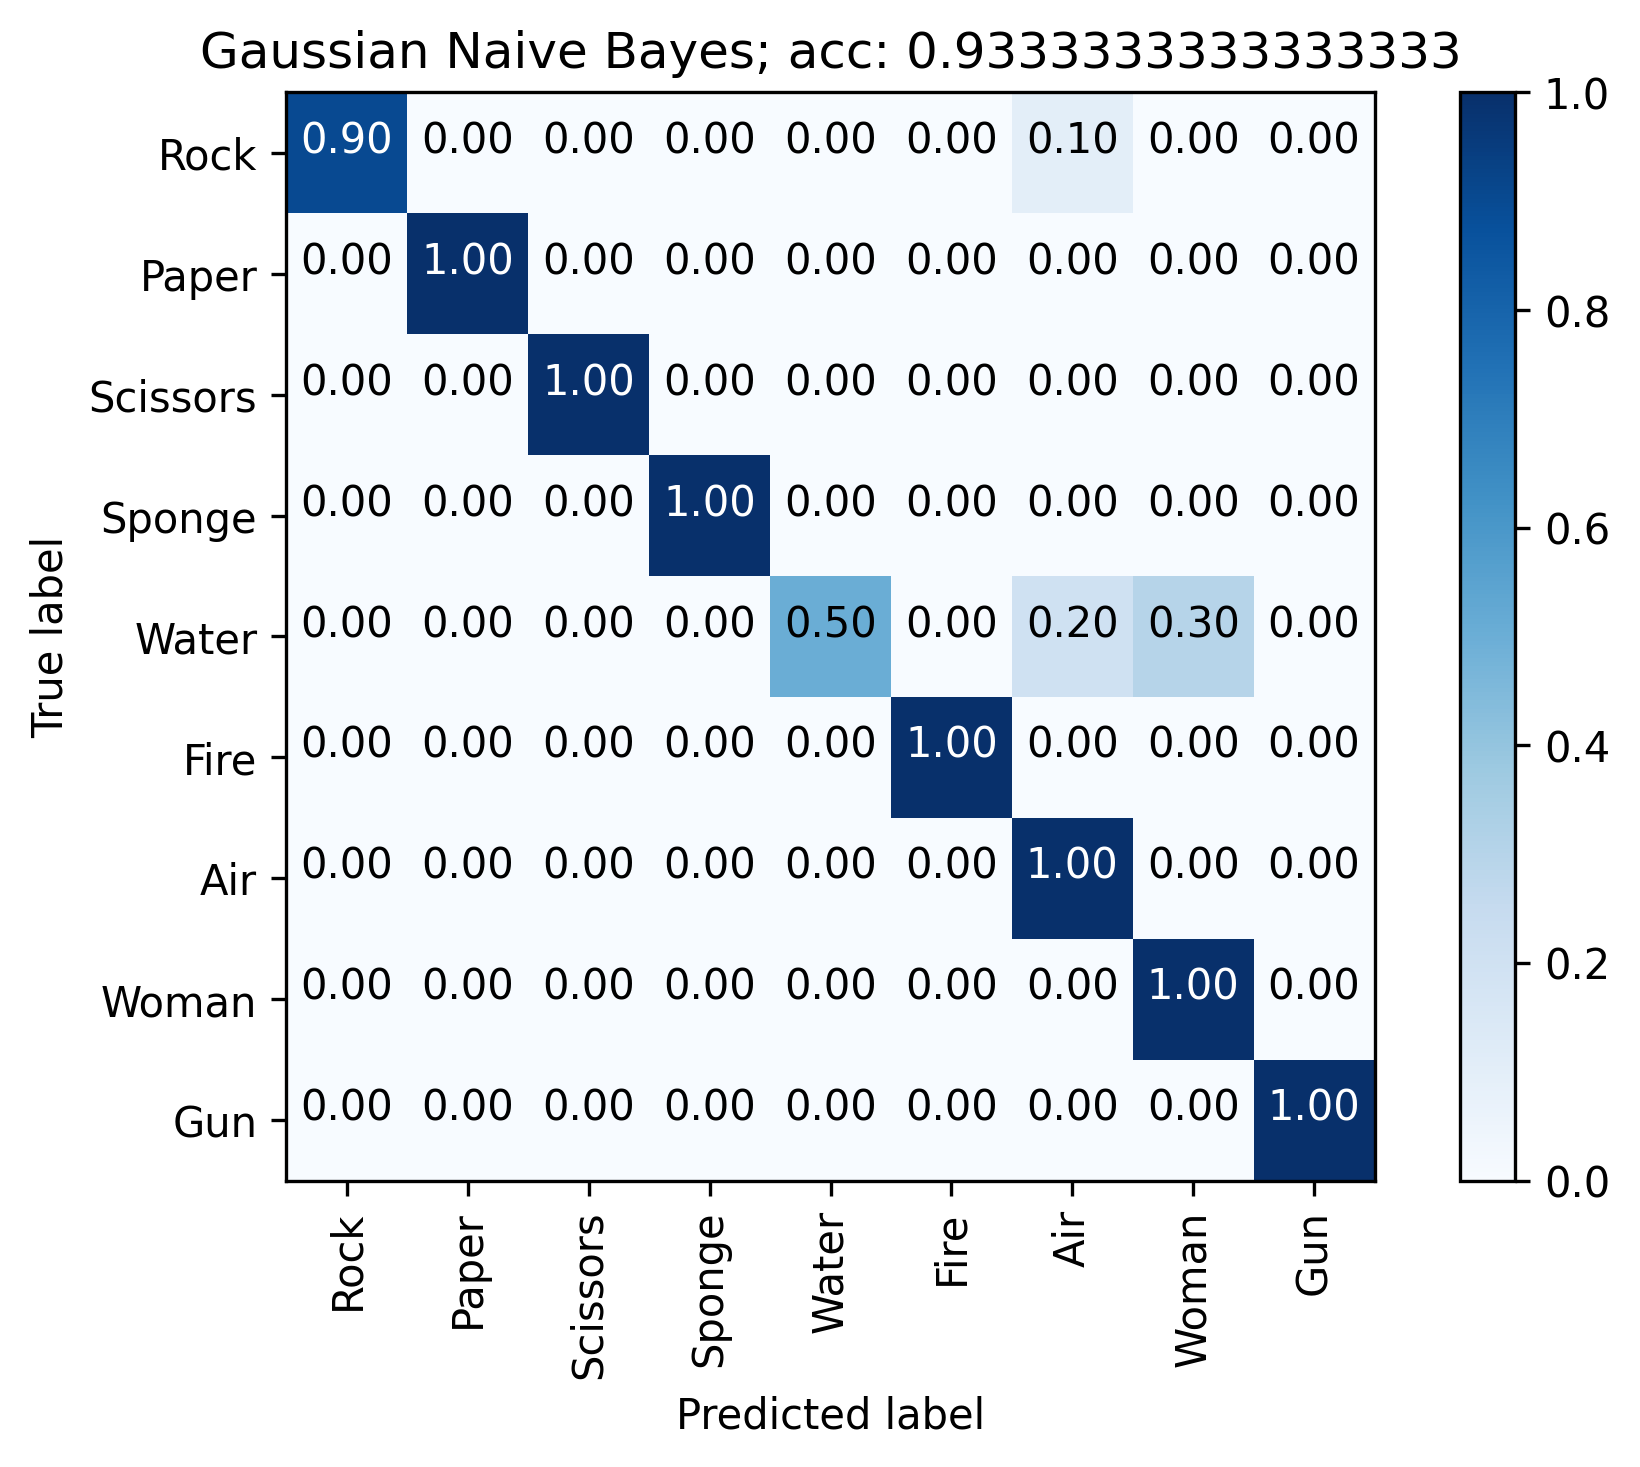 Gaussian Naive Bayes; acc: 0.9333333333333333
Rock 0.90 0.00 0.00 0.00 0.00 0.00 0.10 0.00 0.00
Paper 0.00 1.00 0.00 0.00 0.00 0.00 0.00 0.00 0.00
Scissors 0.00 0.00 1.00 0.00 0.00 0.00 0.00 0.00 0.00
Sponge 0.00 0.00 0.00 1.00 0.00 0.00 0.00 0.00 0.00
Water 0.00 0.00 0.00 0.00 0.50 0.00 0.20 0.30 0.00
Fire 0.00 0.00 0.00 0.00 0.00 1.00 0.00 0.00 0.00
Air 0.00 0.00 0.00 0.00 0.00 0.00 1.00 0.00 0.00
Woman 0.00 0.00 0.00 0.00 0.00 0.00 0.00 1.00 0.00
Gun 0.00 0.00 0.00 0.00 0.00 0.00 0.00 0.00 1.00
Rock Paper Scissors Sponge Water Fire Air Woman Gun
Predicted label
True label
1.0
0.8
0.6
0.4
0.2
0.0